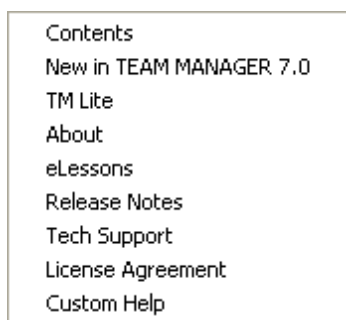 Contents
New in TEAM MANAGER 7.0
TM Lite
About
eLessons
Release Notes
Tech Support
License Agreement
Custom Help